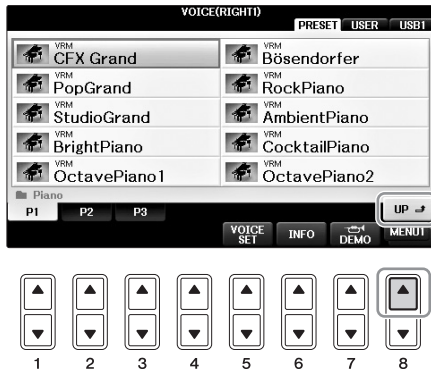 VOICE(RIGHT1)
PRESET USER USB1
VRM VRM
CFX Grand Bösendorfer
VRM VRM
PopGrand RockPiano
VRM VRM
StudioGrand AmbientPiano
VRM VRM
BrightPiano CocktailPiano
VRM VRM
OctavePiano1 OctavePiano2
Piano
P1 P2 P3 UP
VOICE SET INFO DEMO MENU1
1 2 3 4 5 6 7 8